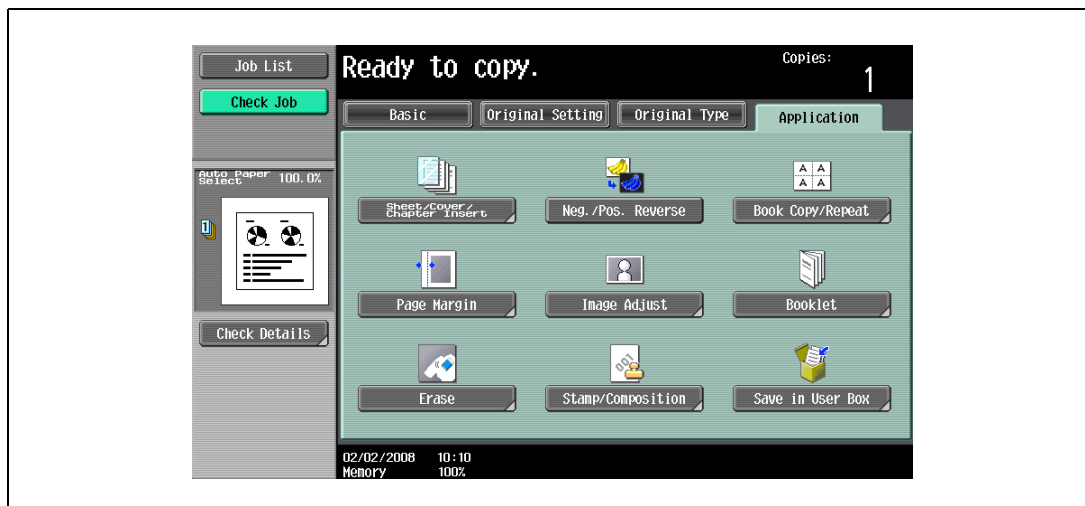 Job List
Check Job
Auto Paper
Select
100.0%
1
Check Details
Ready to copy.
Copies:
1
Basic
Original Setting
Original Type
Application
Sheet/Cover/
Chapter Insert
Neg./Pos. Reverse
A A
A A
Book Copy/Repeat
Page Margin
Image Adjust
Booklet
Erase
001
Stamp/Composition
Save in User Box
02/02/2008 10:10
Memory 100%